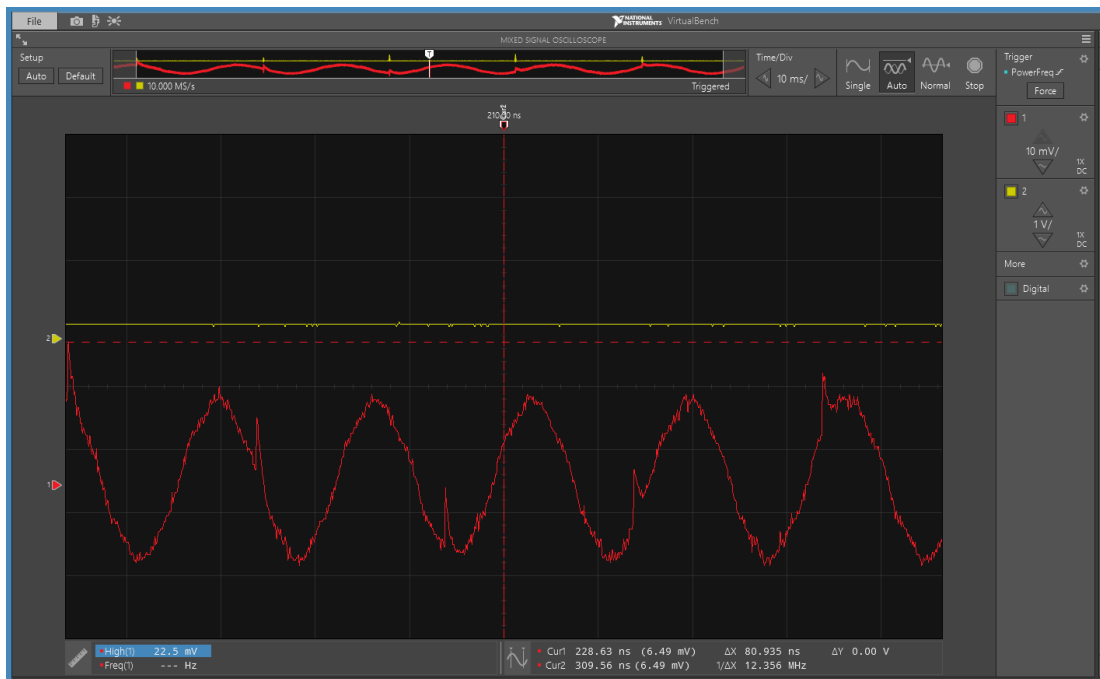 File
NATIONAL INSTRUMENTS VirtualBench
MIXED SIGNAL OSCILLOSCOPE
Setup
Auto Default
10.000 MS/s
T
Triggered
Time/Div
10 ms/
Single Auto Normal Stop
Trigger
PowerFreq
Force
1
10 mV/
1X
DC
2
1 V/
1X
DC
More
Digital
Cur2
2
1
High(1) 22.5 mV
Freq(1) --- Hz
Cur1 228.63 ns (6.49 mV) ΔX 80.935 ns ΔY 0.00 V
Cur2 309.56 ns (6.49 mV) 1/ΔX 12.356 MHz